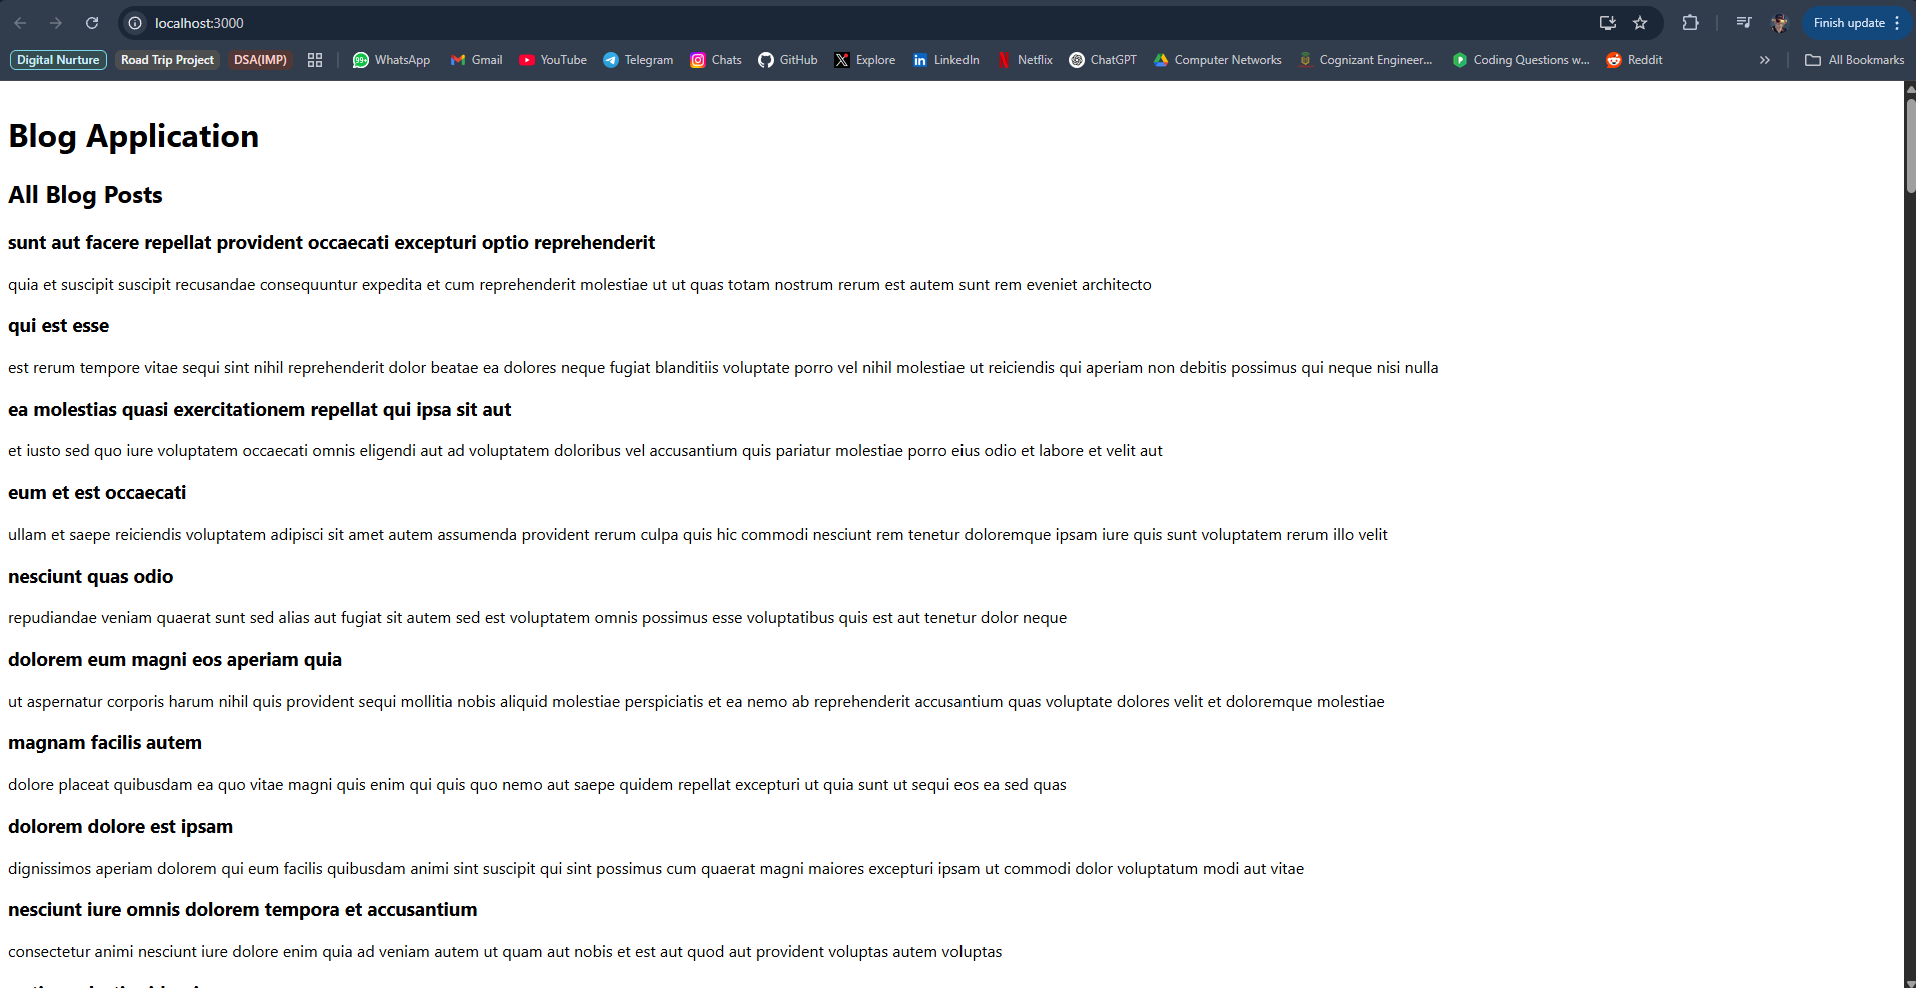 localhost:3000
Finish update
Digital Nurture
Road Trip Project
DSA(IMP)
99+
WhatsApp
Gmail
YouTube
Telegram
Chats
GitHub
Explore
LinkedIn
Netflix
ChatGPT
Computer Networks
Cognizant Engineer...
Coding Questions w...
Reddit
All Bookmarks
Blog Application
All Blog Posts
sunt aut facere repellat provident occaecati excepturi optio reprehenderit
quia et suscipit suscipit recusandae consequuntur expedita et cum reprehenderit molestiae ut ut quas totam nostrum rerum est autem sunt rem eveniet architecto
qui est esse
est rerum tempore vitae sequi sint nihil reprehenderit dolor beatae ea dolores neque fugiat blanditiis voluptate porro vel nihil molestiae ut reiciendis qui aperiam non debitis possimus qui neque nisi nulla
ea molestias quasi exercitationem repellat qui ipsa sit aut
et iusto sed quo iure voluptatem occaecati omnis eligendi aut ad voluptatem doloribus vel accusantium quis pariatur molestiae porro eius odio et labore et velit aut
eum et est occaecati
ullam et saepe reiciendis voluptatem adipisci sit amet autem assumenda provident rerum culpa quis hic commodi nesciunt rem tenetur doloremque ipsam iure quis sunt voluptatem rerum illo velit
nesciunt quas odio
repudiandae veniam quaerat sunt sed alias aut fugiat sit autem sed est voluptatem omnis possimus esse voluptatibus quis est aut tenetur dolor neque
dolorem eum magni eos aperiam quia
ut aspernatur corporis harum nihil quis provident sequi mollitia nobis aliquid molestiae perspiciatis et ea nemo ab reprehenderit accusantium quas voluptate dolores velit et doloremque molestiae
magnam facilis autem
dolore placeat quibusdam ea quo vitae magni quis enim qui quis quo nemo aut saepe quidem repellat excepturi ut quia sunt ut sequi eos ea sed quas
dolorem dolore est ipsam
dignissimos aperiam dolorem qui eum facilis quibusdam animi sint suscipit qui sint possimus cum quaerat magni maiores excepturi ipsam ut commodi dolor voluptatum modi aut vitae
nesciunt iure omnis dolorem tempora et accusantium
consectetur animi nesciunt iure dolore enim quia ad veniam autem ut quam aut nobis et est aut quod aut provident voluptas autem voluptas